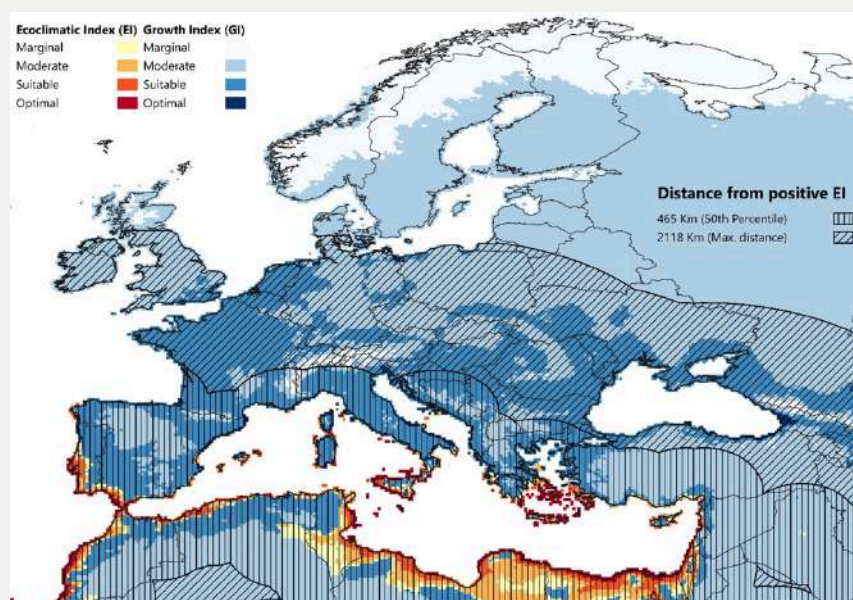 Ecoclimatic Index (EI) Growth Index (GI)
Marginal Marginal
Moderate Moderate
Suitable Suitable
Optimal Optimal
Distance from positive EI
465 Km (50th Percentile)
2118 Km (Max. distance)